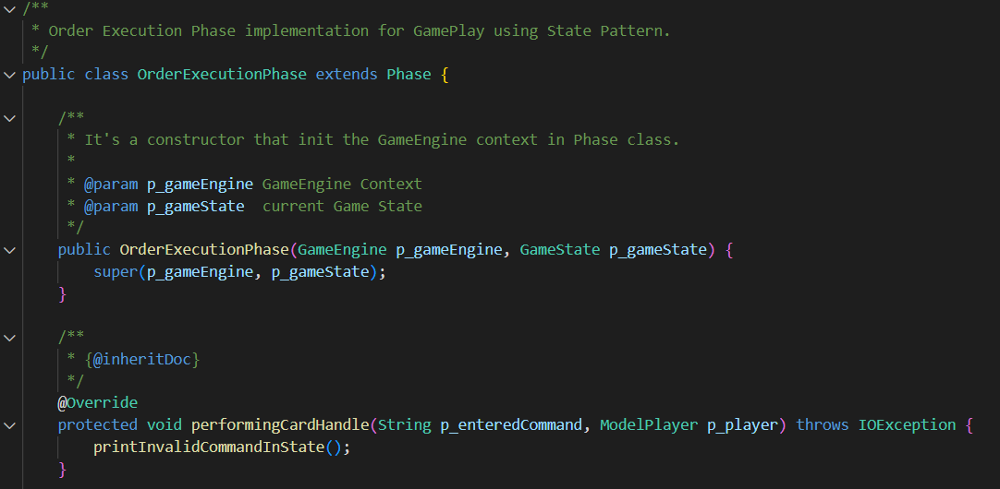 /**
 * Order Execution Phase implementation for GamePlay using State Pattern.
 */
public class OrderExecutionPhase extends Phase {
    /**
     * It's a constructor that init the GameEngine context in Phase class.
     *
     * @param p_gameEngine GameEngine Context
     * @param p_gameState  current Game State
     */
    public OrderExecutionPhase(GameEngine p_gameEngine, GameState p_gameState) {
        super(p_gameEngine, p_gameState);
    }
    /**
     * {@inheritDoc}
     */
    @Override
    protected void performingCardHandle(String p_enteredCommand, ModelPlayer p_player) throws IOException {
        printInvalidCommandInState();
    }